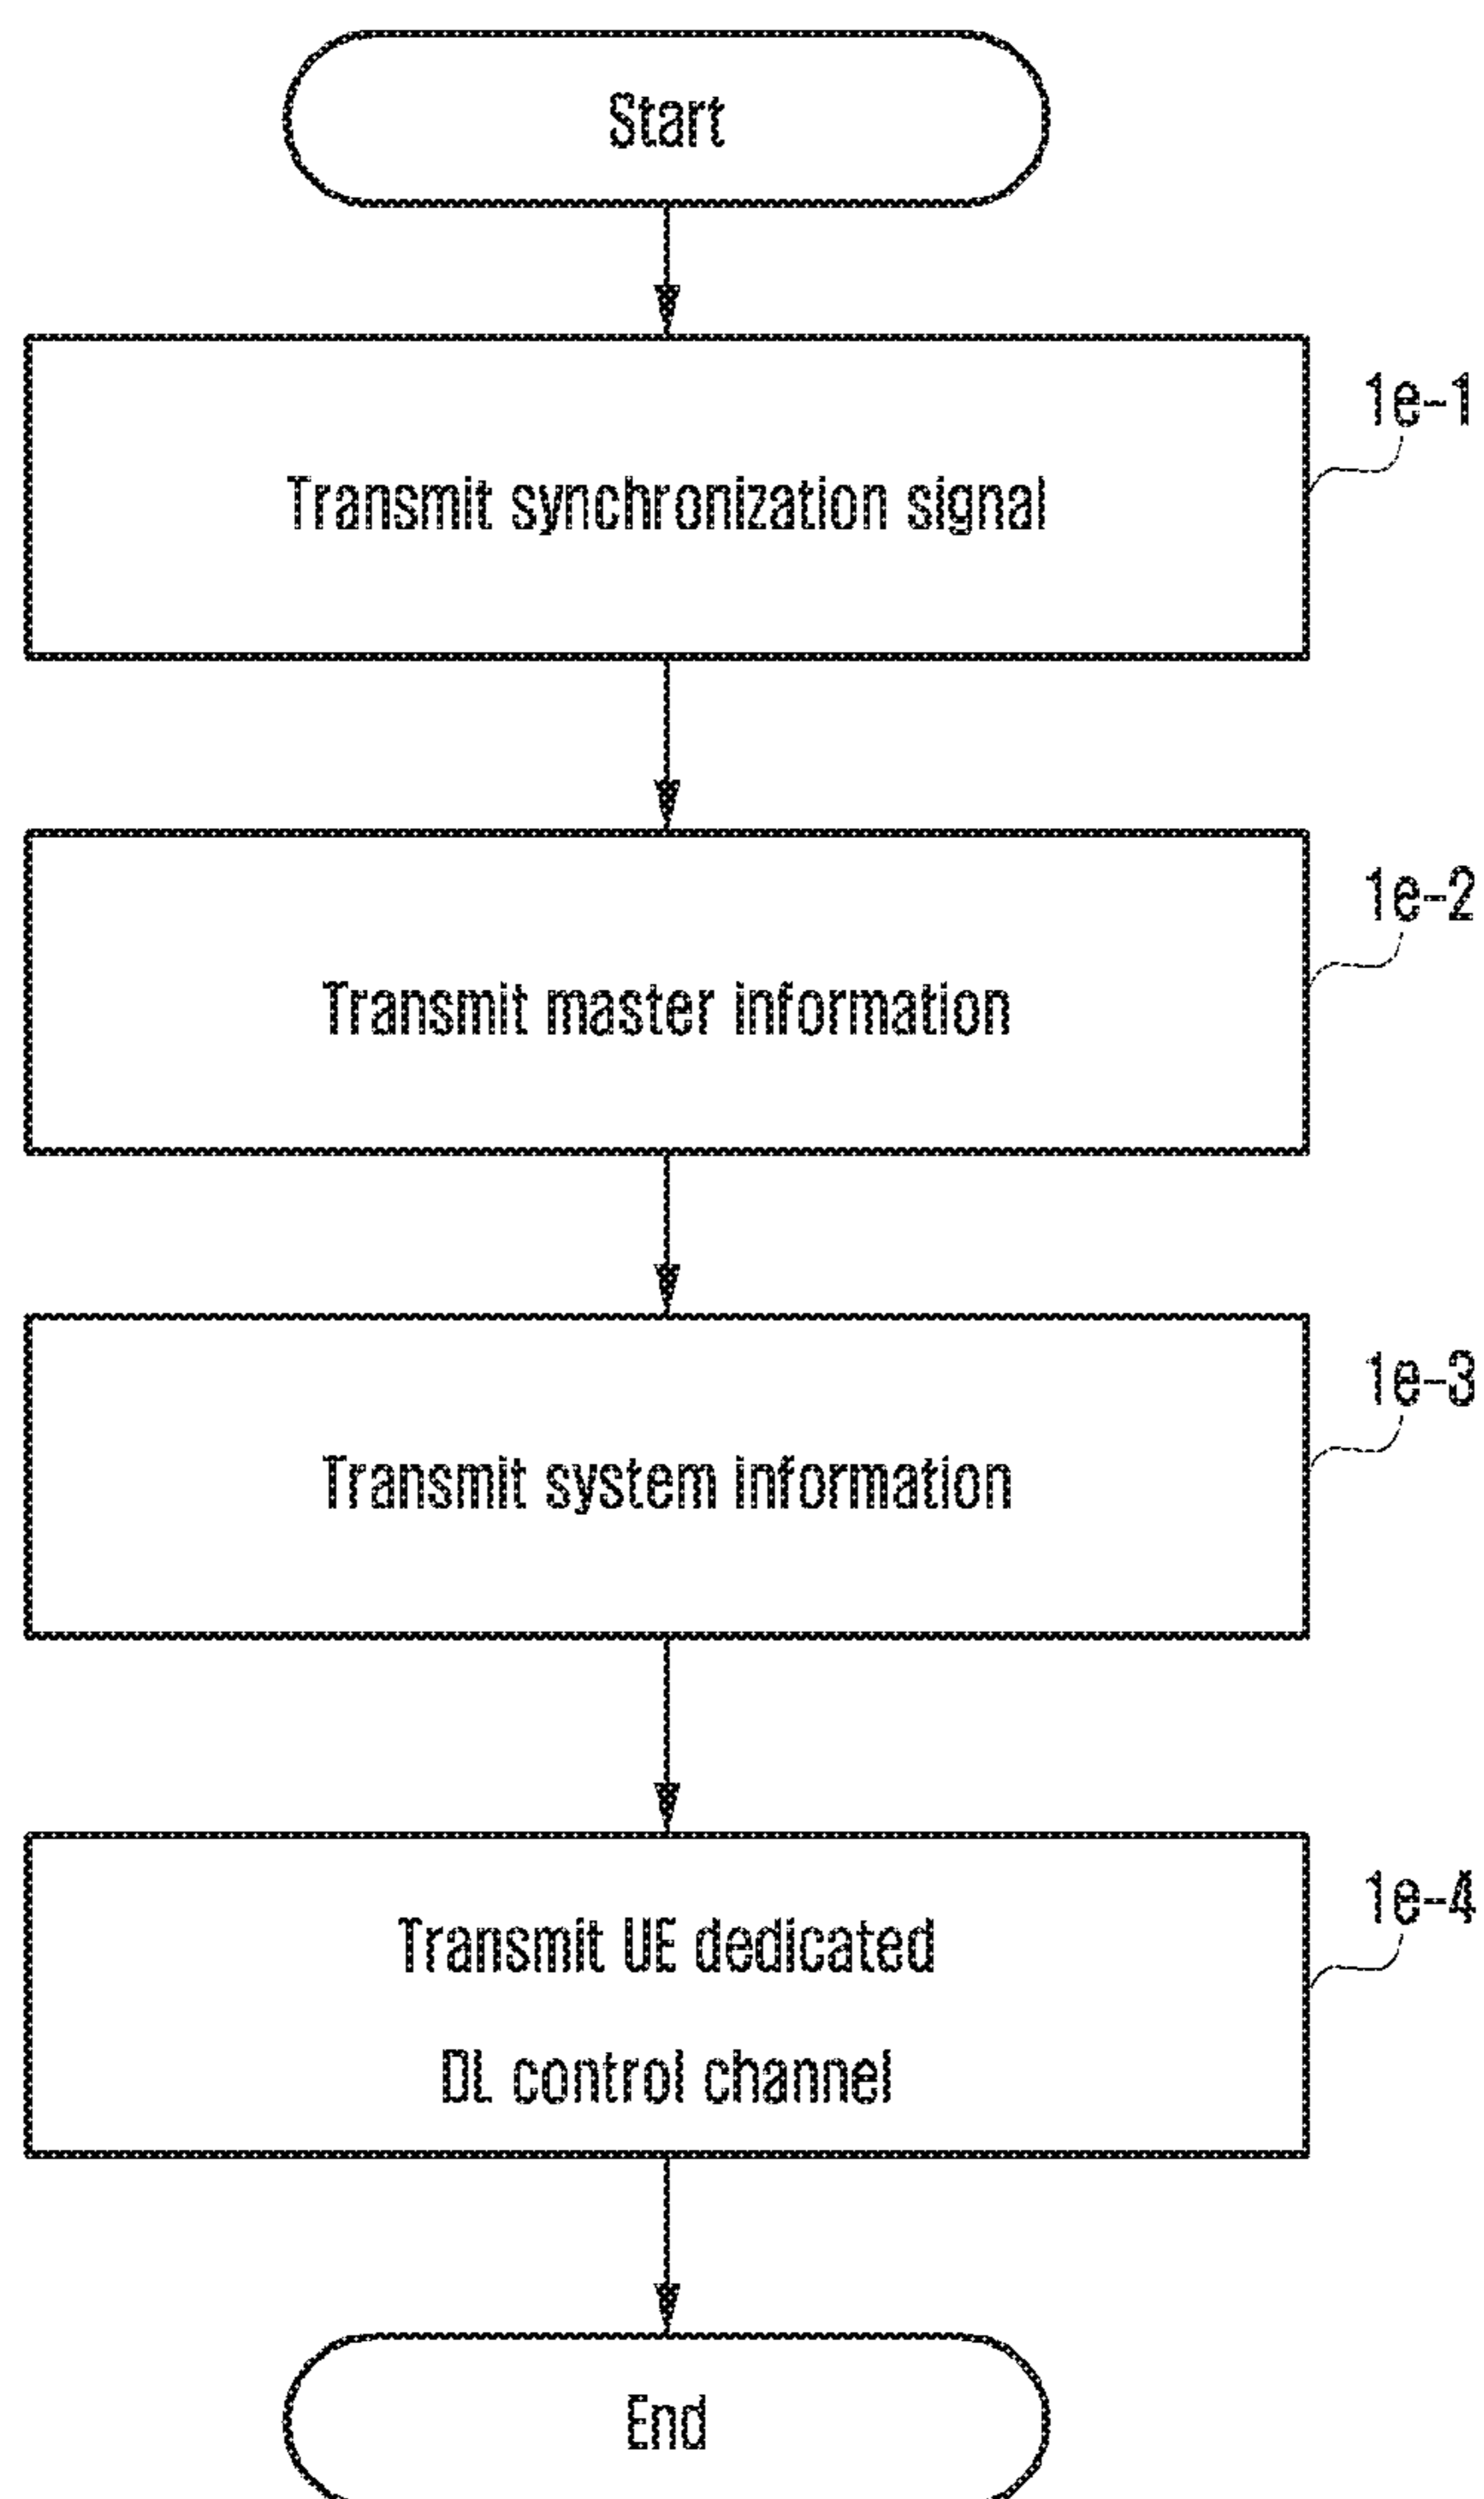 Start
1e-1
Transmit synchronization signal
1e-2
Transmit master information
1e-3
Transmit system information
1e-4
Transmit UE dedicated
DL control channel
End